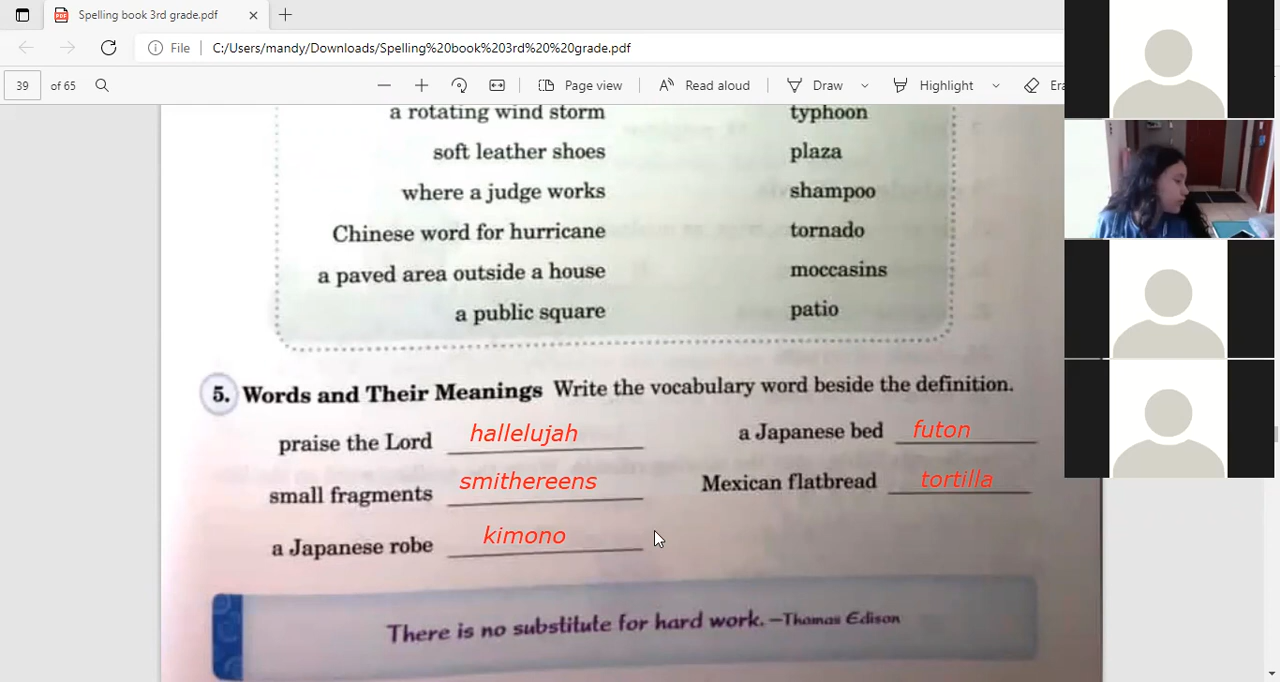 Spelling book 3rd grade.pdf
File C:/Users/mandy/Downloads/Spelling%20book%203rd%20%20grade.pdf
39 of 65 Page view Read aloud Draw Highlight Era
a rotating wind storm typhoon
soft leather shoes plaza
where a judge works shampoo
Chinese word for hurricane tornado
a paved area outside a house moccasins
a public square patio
5. Words and Their Meanings Write the vocabulary word beside the definition.
praise the Lord hallelujah a Japanese bed futon
small fragments smithereens Mexican flatbread tortilla
a Japanese robe kimono
There is no substitute for hard work. —Thomas Edison